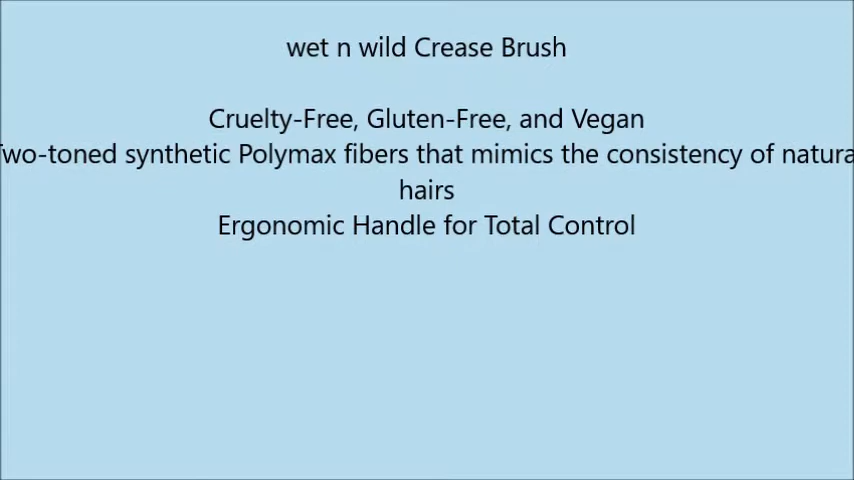 wet n wild Crease Brush
Cruelty-Free, Gluten-Free, and Vegan
Two-toned synthetic Polymax fibers that mimics the consistency of natura
hairs
Ergonomic Handle for Total Control